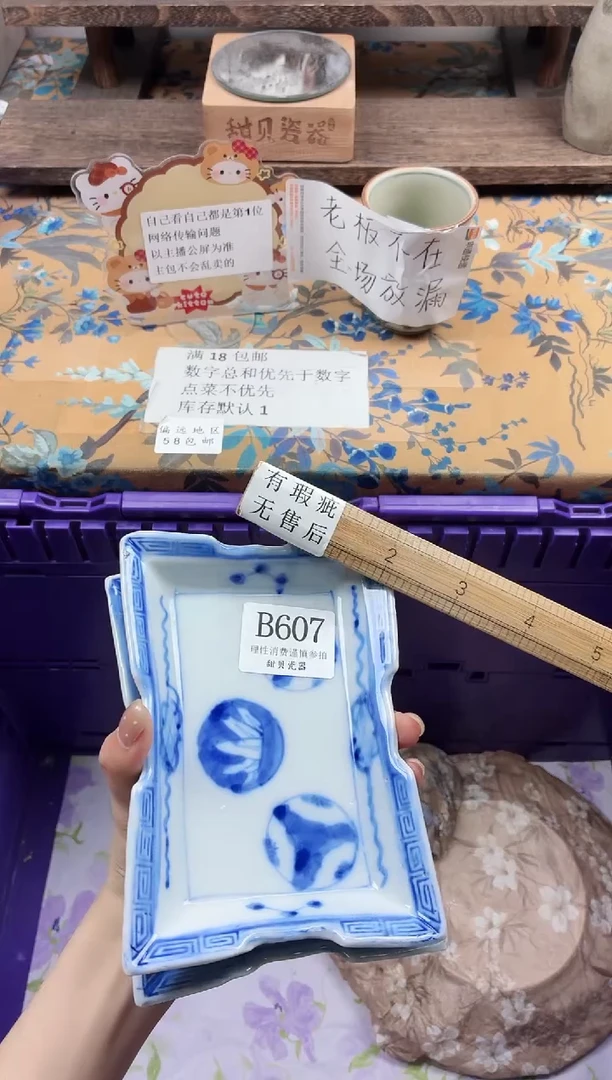 甜贝瓷器
自己看自己都是第1位
网络传输问题
以主播公屏为准
主包不会乱卖的
老板不在
全场放漏
满18包邮
数字总和优先于数字
点菜不优先
库存默认1
偏远地区
58包邮
有瑕疵
无售后
2 3 4 5
B607
理性消费谨慎参拍
甜贝瓷器